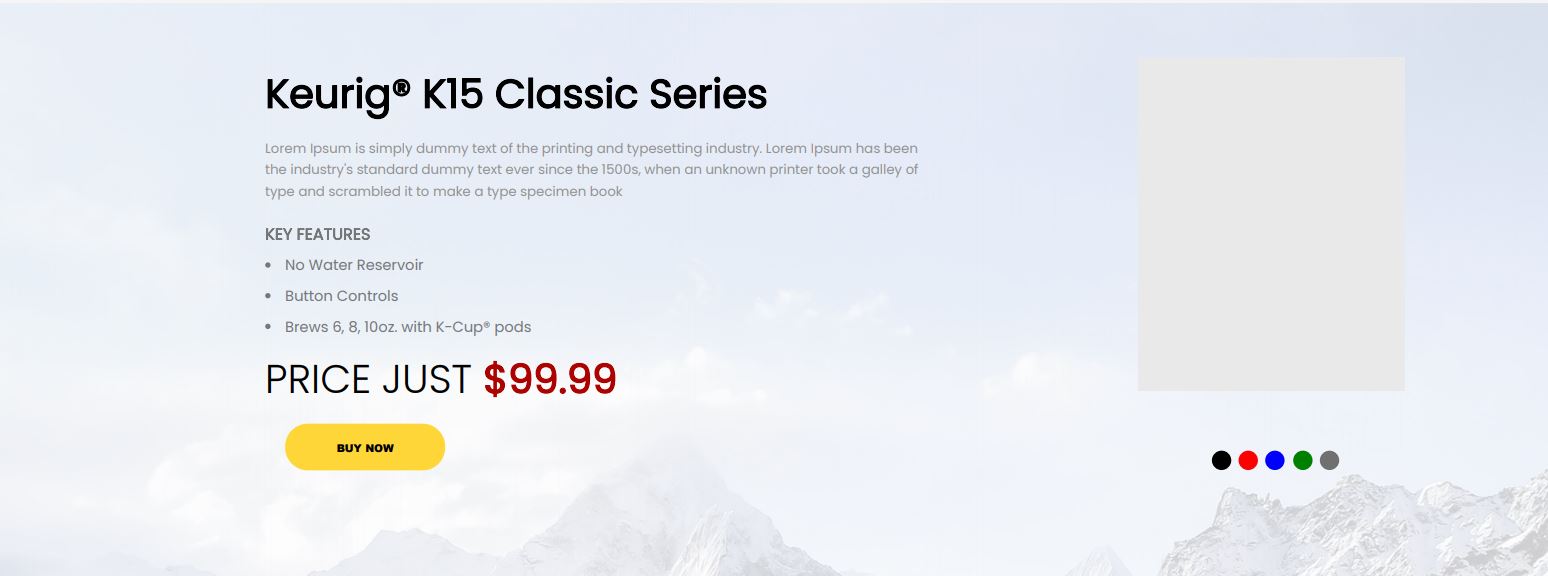 Keurig® K15 Classic Series
Lorem Ipsum is simply dummy text of the printing and typesetting industry. Lorem Ipsum has been
the industry's standard dummy text ever since the 1500s, when an unknown printer took a galley of
type and scrambled it to make a type specimen book
KEY FEATURES
• No Water Reservoir
• Button Controls
• Brews 6, 8, 10oz. with K-Cup® pods
PRICE JUST $99.99
BUY NOW